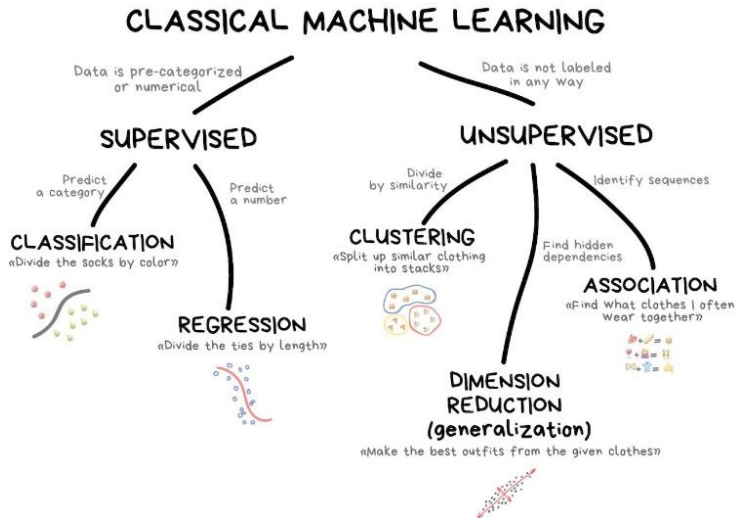 CLASSICAL MACHINE LEARNING
Data is pre-categorized
or numerical
Data is not labeled
in any way
SUPERVISED
UNSUPERVISED
Predict
a category
Predict
a number
Divide
by similarity
Identify sequences
CLASSIFICATION
«Divide the socks by color»
CLUSTERING
«Split up similar clothing
into stacks»
Find hidden
dependencies
ASSOCIATION
«Find what clothes I often
wear together»
REGRESSION
«Divide the ties by length»
DIMENSION
REDUCTION
(generalization)
«Make the best outfits from the given clothes»